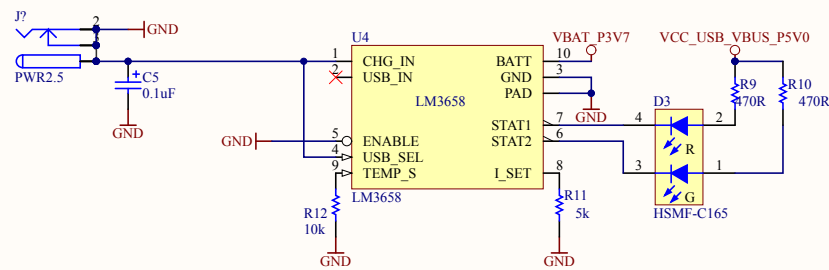 J?
2
GND
PWR2.5
C5
0.1uF
GND
U4
1
CHG_IN
2
USB_IN
LM3658
GND
5
ENABLE
4
USB_SEL
9
TEMP_S
LM3658
BATT
10
GND
3
PAD
GND
STAT1
7
STAT2
6
I_SET
8
R12
10k
GND
R11
5k
GND
VBAT_P3V7
VCC_USB_VBUS_P5V0
R9
470R
R10
470R
D3
4
2
R
3
1
G
HSMF-C165